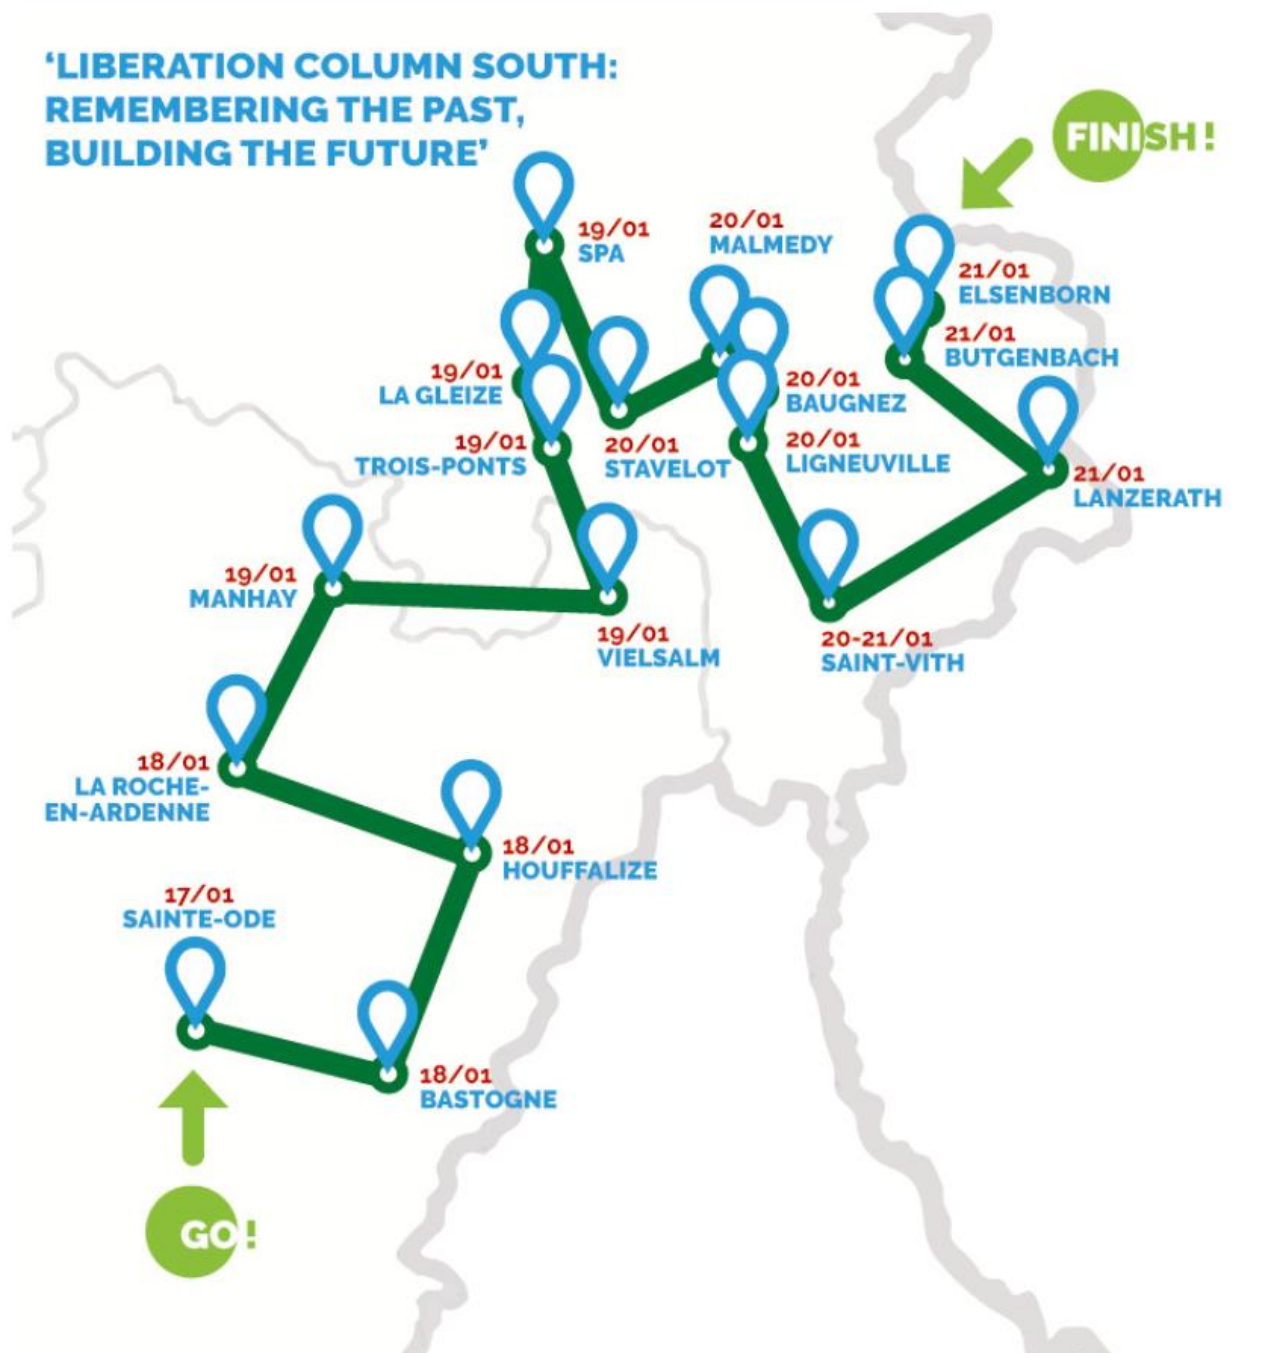 ‘LIBERATION COLUMN SOUTH:
REMEMBERING THE PAST,
BUILDING THE FUTURE’
FINISH!
19/01
SPA
20/01
MALMEDY
21/01
ELSENBORN
21/01
BUTGENBACH
19/01
LA GLEIZE
20/01
BAUGNEZ
19/01
TROIS-PONTS
20/01
STAVELOT
20/01
LIGNEUVILLE
21/01
LANZERATH
19/01
MANHAY
19/01
VIELSALM
20-21/01
SAINT-VITH
18/01
LA ROCHE-
EN-ARDENNE
18/01
HOUFFALIZE
17/01
SAINTE-ODE
18/01
BASTOGNE
GO!